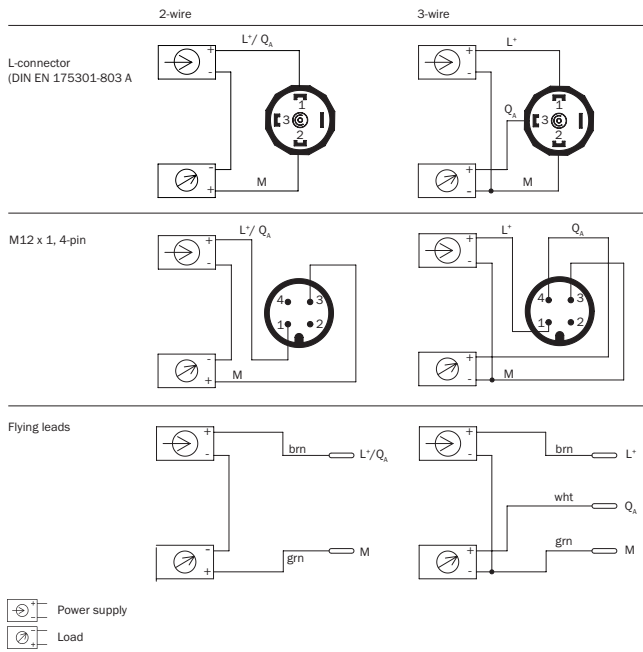 2-wire 3-wire
L-connector
(DIN EN 175301-803 A
+ L+/ QA + L+
- -
1 1
3 QA 3
2 2
- +
+ M - M
M12 x 1, 4-pin
+ L+/ QA + L+ QA
- -
4 3 4 3
1 2 1 2
- +
+ M - M
Flying leads
+ brn L+/QA + brn L+
- -
wht QA
- grn M + grn M
+ -
+ - Power supply
- + Load